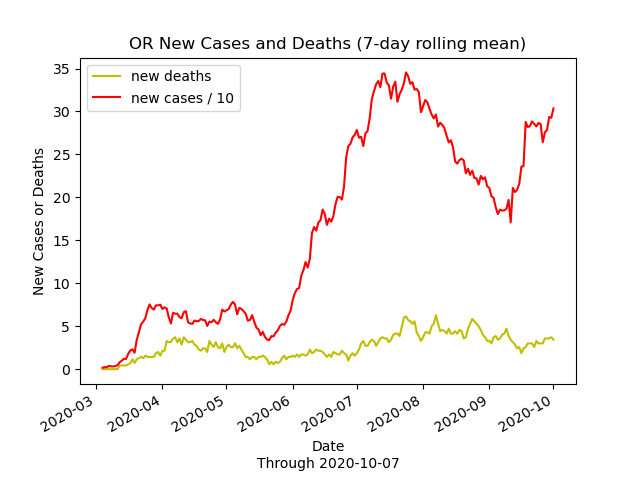 OR New Cases and Deaths (7-day rolling mean)
new deaths
new cases / 10
35
30
25
20
15
10
5
0
New Cases or Deaths
2020-03
2020-04
2020-05
2020-06
2020-07
2020-08
2020-09
2020-10
Date
Through 2020-10-07